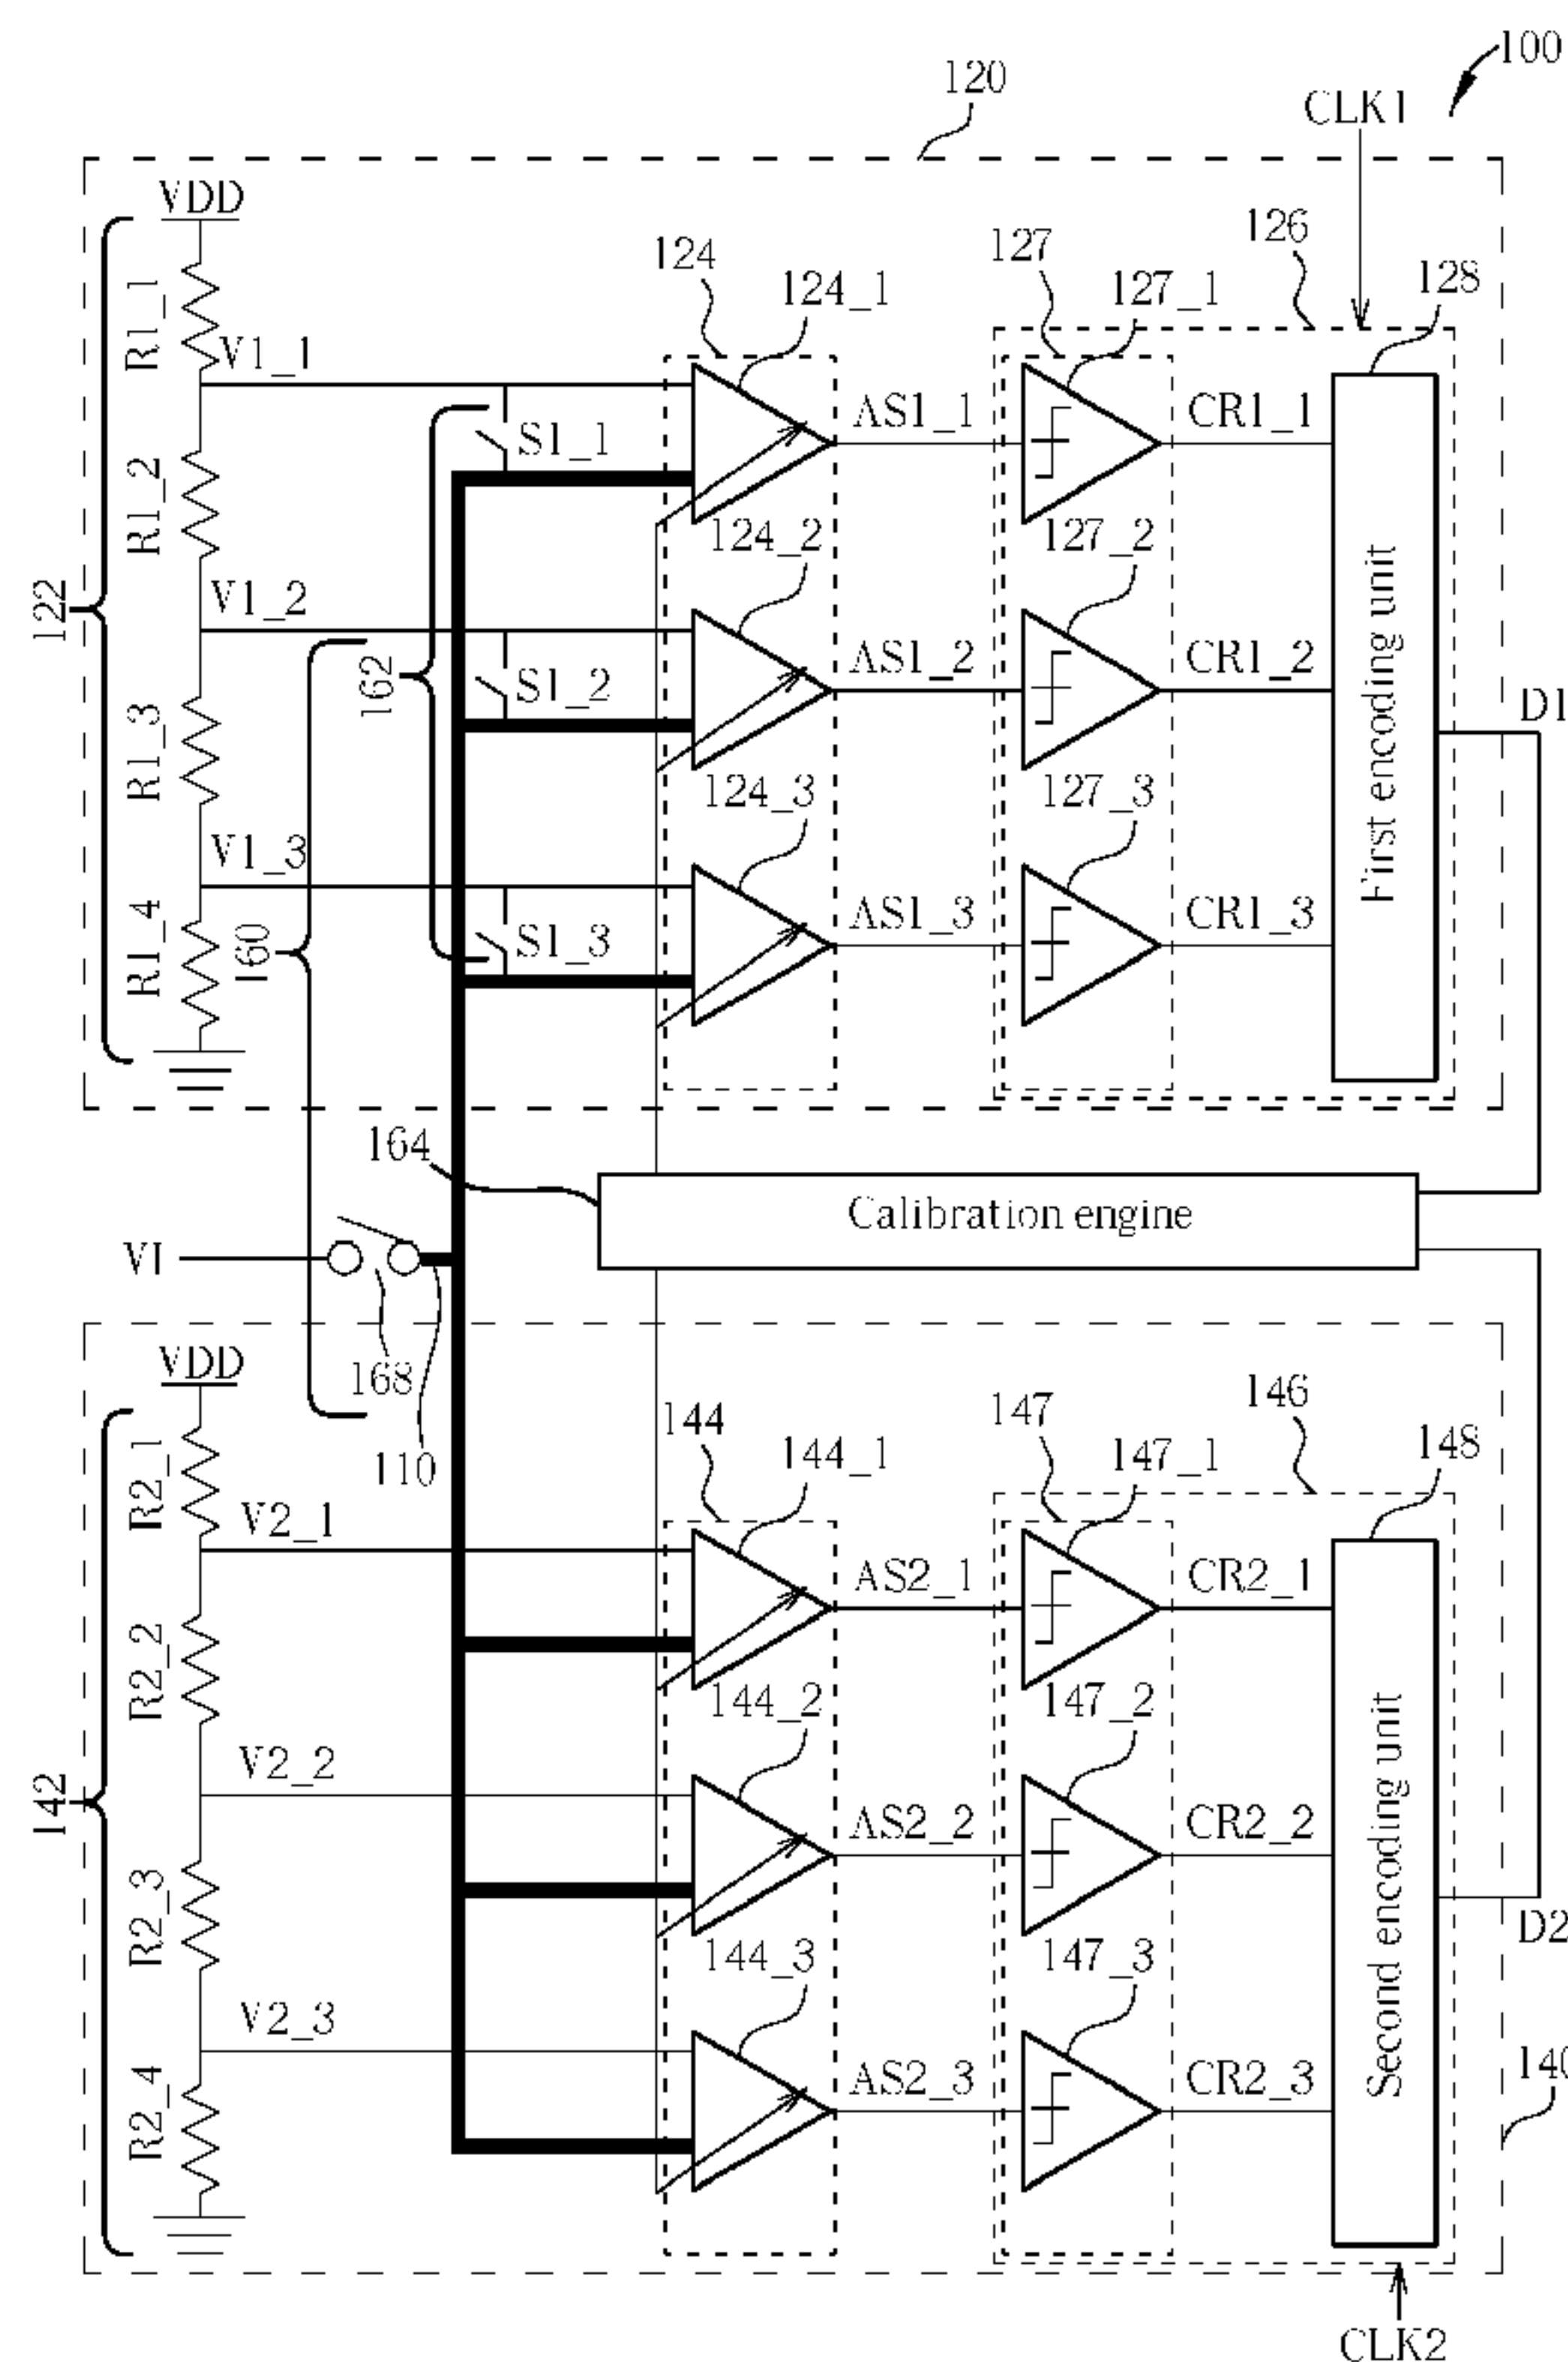 100
120
CLK1
VDD
124
127
126
124_1
127_1
128
R1_1
V1_1
S1_1
AS1_1
CR1_1
R1_2
124_2
127_2
122
V1_2
162
S1_2
AS1_2
CR1_2
First encoding unit
D1
R1_3
124_3
127_3
V1_3
160
R1_4
S1_3
AS1_3
CR1_3
164
Calibration engine
VI
168
110
VDD
144
147
146
144_1
147_1
148
R2_1
V2_1
AS2_1
CR2_1
R2_2
144_2
147_2
142
V2_2
AS2_2
CR2_2
Second encoding unit
D2
R2_3
144_3
147_3
V2_3
R2_4
AS2_3
CR2_3
140
CLK2